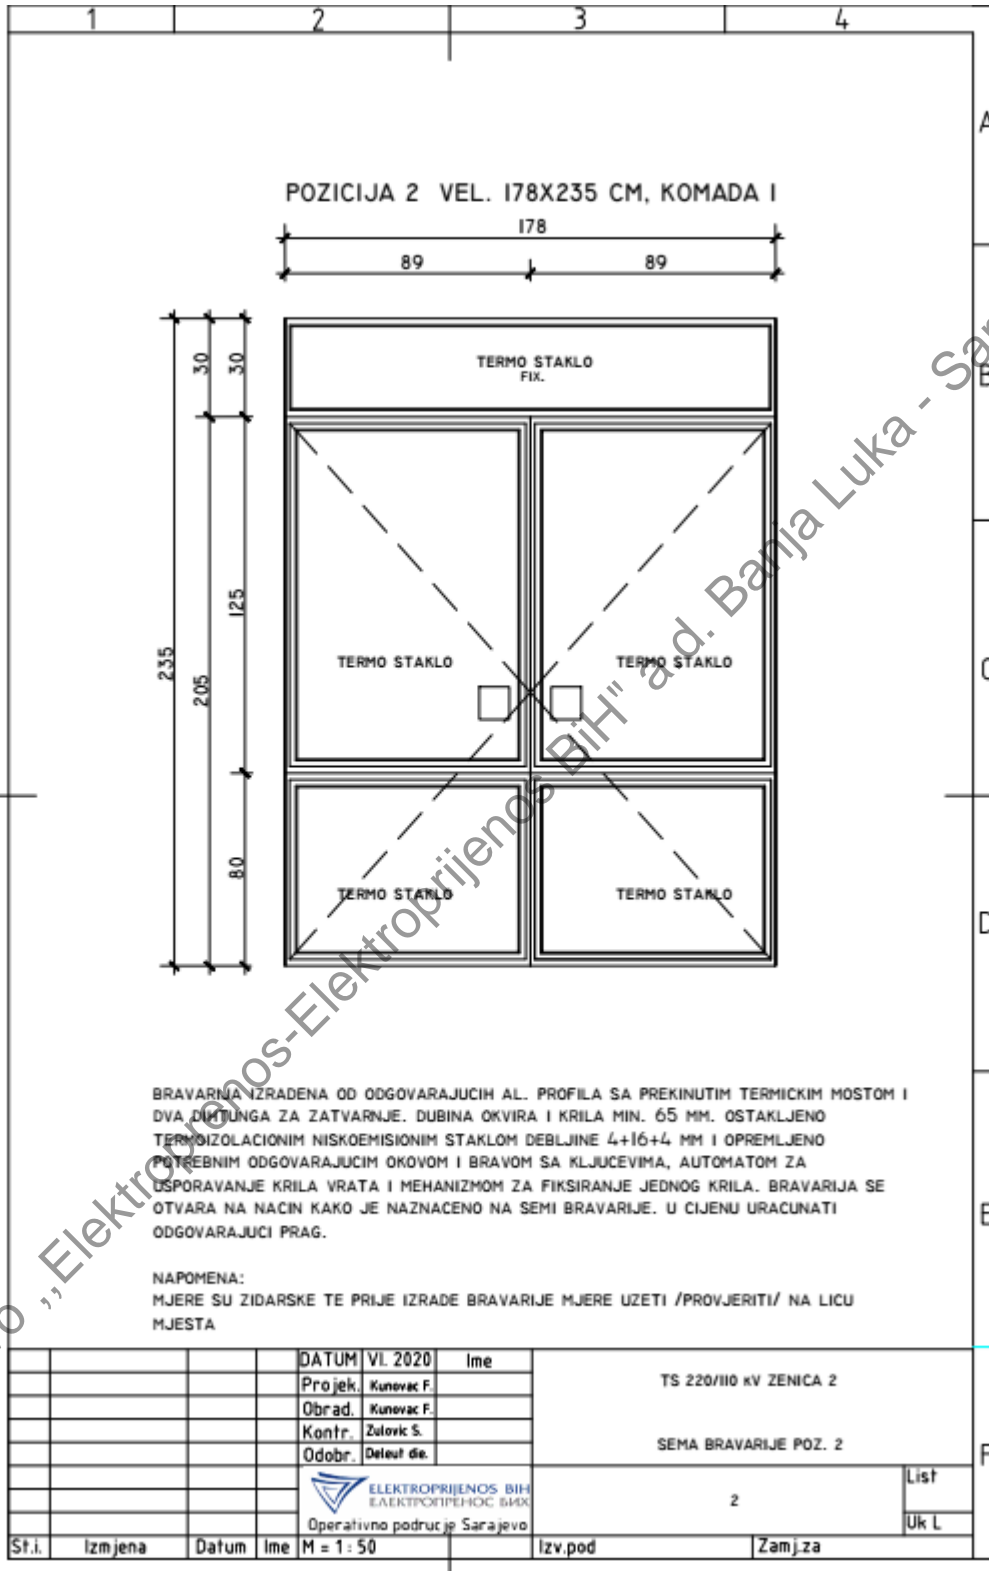 1 2 3 4
A
POZICIJA 2 VEL. 178X235 CM, KOMADA 1
178
89 89
30 30
TERMO STAKLO
FIX.
B
125
235
205
TERMO STAKLO TERMO STAKLO
C
80
TERMO STAKLO TERMO STAKLO
D
,,Elektroprenos-Elektroprijenos BiH" a.d. Banja Luka - Sar
BRAVARIJA IZRADENA OD ODGOVARAJUCIH AL. PROFILA SA PREKINUTIM TERMICKIM MOSTOM I
DVA DIHTUNGA ZA ZATVARNJE. DUBINA OKVIRA I KRILA MIN. 65 MM. OSTAKLJENO
TERMOIZOLACIONIM NISKOEMISIONIM STAKLOM DEBLJINE 4+16+4 MM I OPREMLJENO
POTREBNIM ODGOVARAJUCIM OKOVOM I BRAVOM SA KLJUCEVIMA, AUTOMATOM ZA
USPORAVANJE KRILA VRATA I MEHANIZMOM ZA FIKSIRANJE JEDNOG KRILA. BRAVARIJA SE
OTVARA NA NACIN KAKO JE NAZNACENO NA SEMI BRAVARIJE. U CIJENU URACUNATI
ODGOVARAJUCI PRAG.
E
NAPOMENA:
MJERE SU ZIDARSKE TE PRIJE IZRADE BRAVARIJE MJERE UZETI /PROVJERITI/ NA LICU
MJESTA
DATUM VI. 2020 Ime
Projek. Kunovac F.
Obrad. Kunovac F.
Kontr. Zulovic S.
Odobr. Deleut die.
TS 220/110 KV ZENICA 2
SEMA BRAVARIJE POZ. 2
F
ELEKTROPRIJENOS BIH
ЕЛЕКТРОПРЕНОС БИХ
Operativno podrucje Sarajevo
2
List
Uk L
St.i. Izmjena Datum Ime M = 1 : 50 Izv.pod Zamj.za